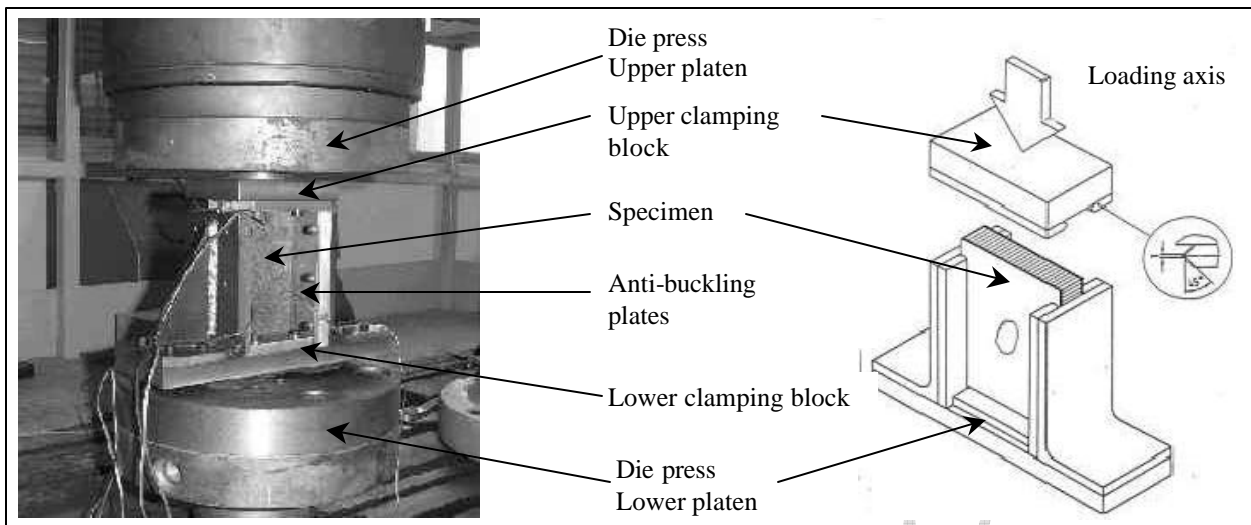 Die press
Upper platen
Loading axis
Upper clamping
block
Specimen
Anti-buckling
plates
Lower clamping block
Die press
Lower platen